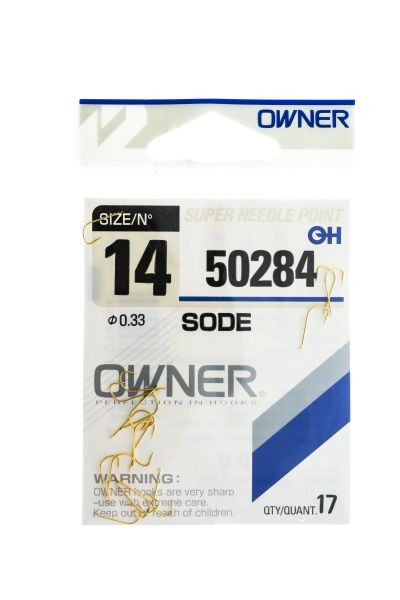 OWNER
SIZE/N°
SUPER NEEDLE POINT
OH
14
50284
Φ0.33
SODE
OWNER®
PERFECTION IN HOOKS
WARNING:
OWNER hooks are very sharp
–use with extreme care.
Keep out of reach of children.
QTY/QUANT. 17